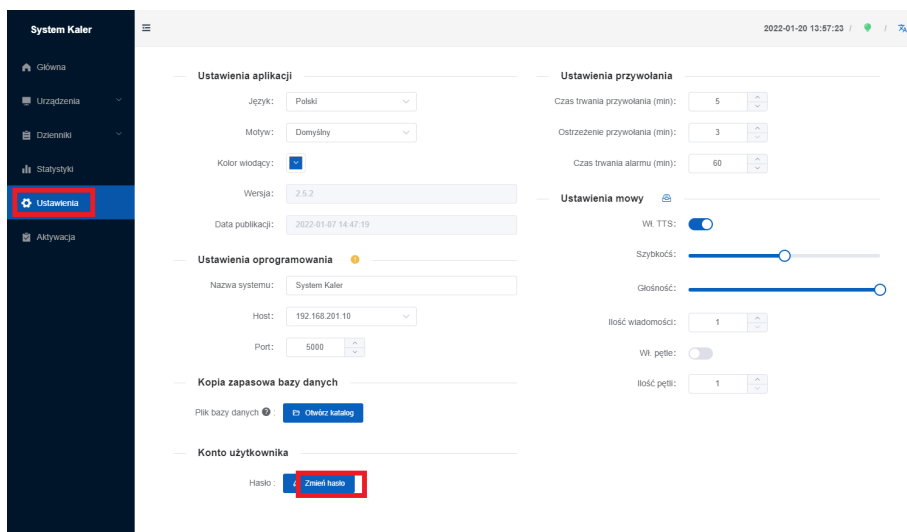 System Kaler
2022-01-20 13:57:23 /
/
Główna
Urządzenia
Dzienniki
Statystyki
Ustawienia
Aktywacja
Ustawienia aplikacji
Język:
Polski
Motyw:
Domyślny
Kolor wiodący:
Wersja:
2.5.2
Data publikacji:
2022-01-07 14:47:19
Ustawienia oprogramowania
Nazwa systemu:
System Kaler
Host:
192.168.201.10
Port:
5000
Kopia zapasowa bazy danych
Plik bazy danych :
Otwórz katalog
Konto użytkownika
Hasło :
Zmień hasło
Ustawienia przywołania
Czas trwania przywołania (min):
5
Ostrzeżenie przywołania (min):
3
Czas trwania alarmu (min):
60
Ustawienia mowy
Wł. TTS:
Szybkoćś:
Głośność:
Ilość wiadomości:
1
Wł. pętle:
Ilość pętli:
1